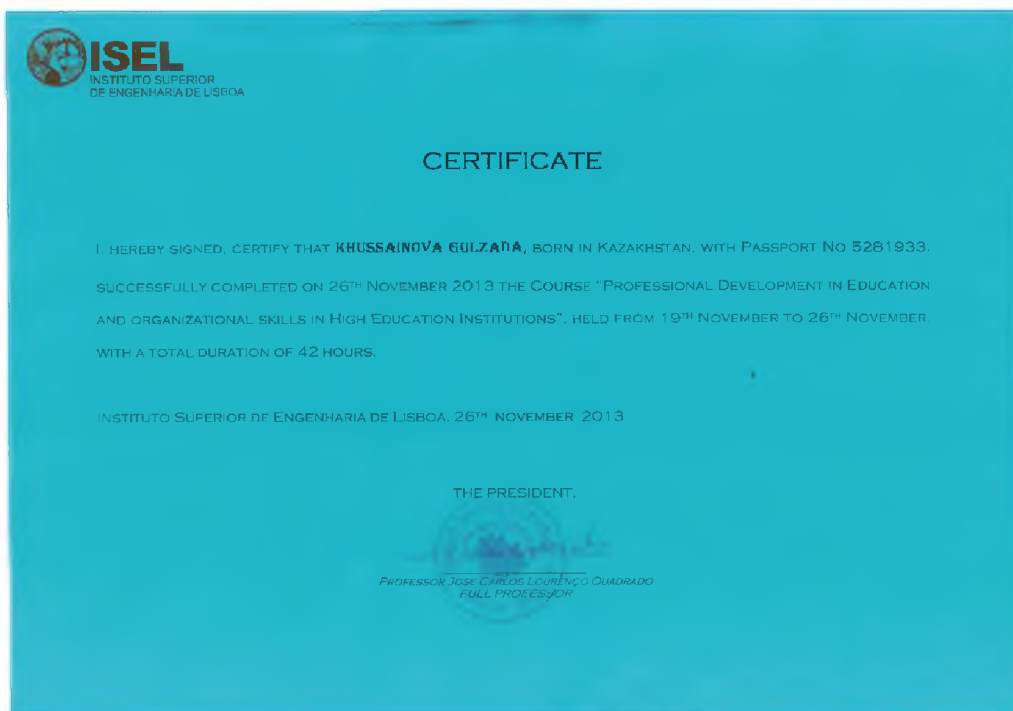 ISEL
INSTITUTO SUPERIOR
DE ENGENHARIA DE LISBOA
CERTIFICATE
I, HEREBY SIGNED, CERTIFY THAT KHUSSAINOVA GULZADA, BORN IN KAZAKHSTAN, WITH PASSPORT NO 5281933,
SUCCESSFULLY COMPLETED ON 26TH NOVEMBER 2013 THE COURSE "PROFESSIONAL DEVELOPMENT IN EDUCATION
AND ORGANIZATIONAL SKILLS IN HIGH EDUCATION INSTITUTIONS", HELD FROM 19TH NOVEMBER TO 26TH NOVEMBER,
WITH A TOTAL DURATION OF 42 HOURS.
INSTITUTO SUPERIOR DE ENGENHARIA DE LISBOA, 26TH NOVEMBER 2013
THE PRESIDENT,
PROFESSOR JOSE CARLOS LOURENÇO QUADRADO
FULL PROFESSOR